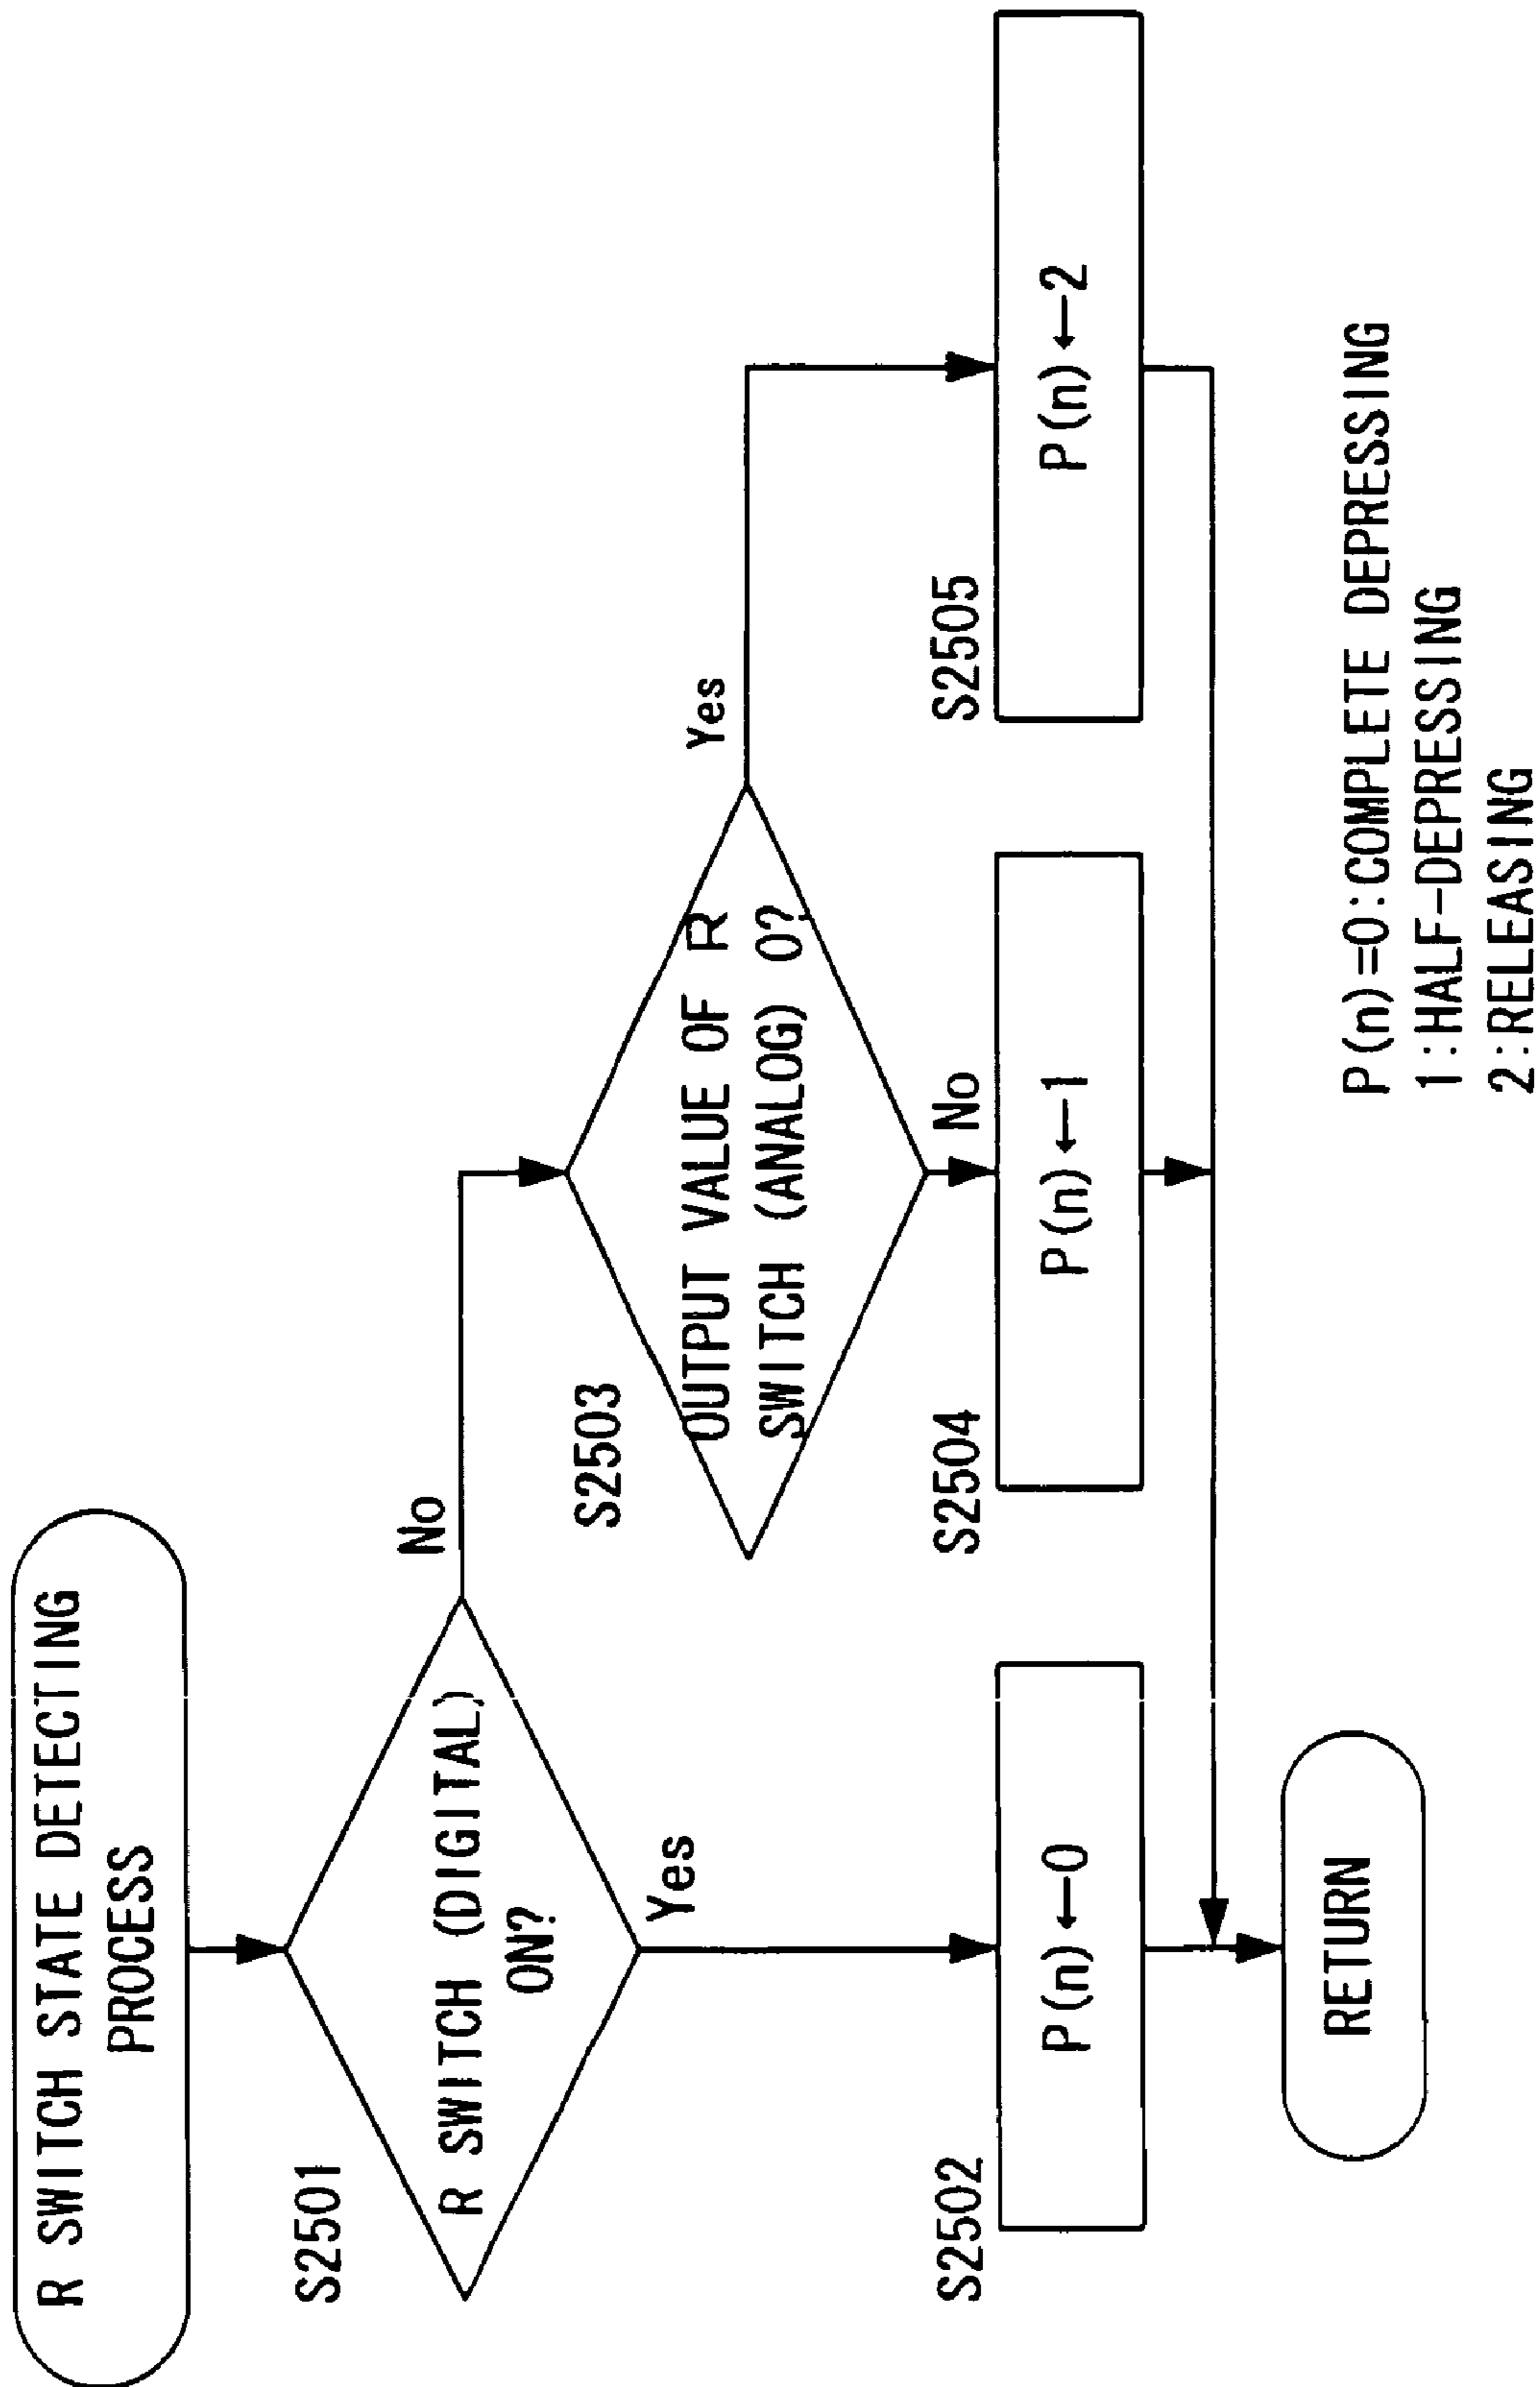 R SWITCH STATE DETECTING
PROCESS
S2501
R SWITCH (DIGITAL)
ON?
No
Yes
S2503
OUTPUT VALUE OF R
SWITCH (ANALOG) 0?
Yes
No
S2502
P(n)←0
S2504
P(n)←1
S2505
P(n)←2
RETURN
P(n)=0:COMPLETE DEPRESSING
1:HALF-DEPRESSING
2:RELEASING